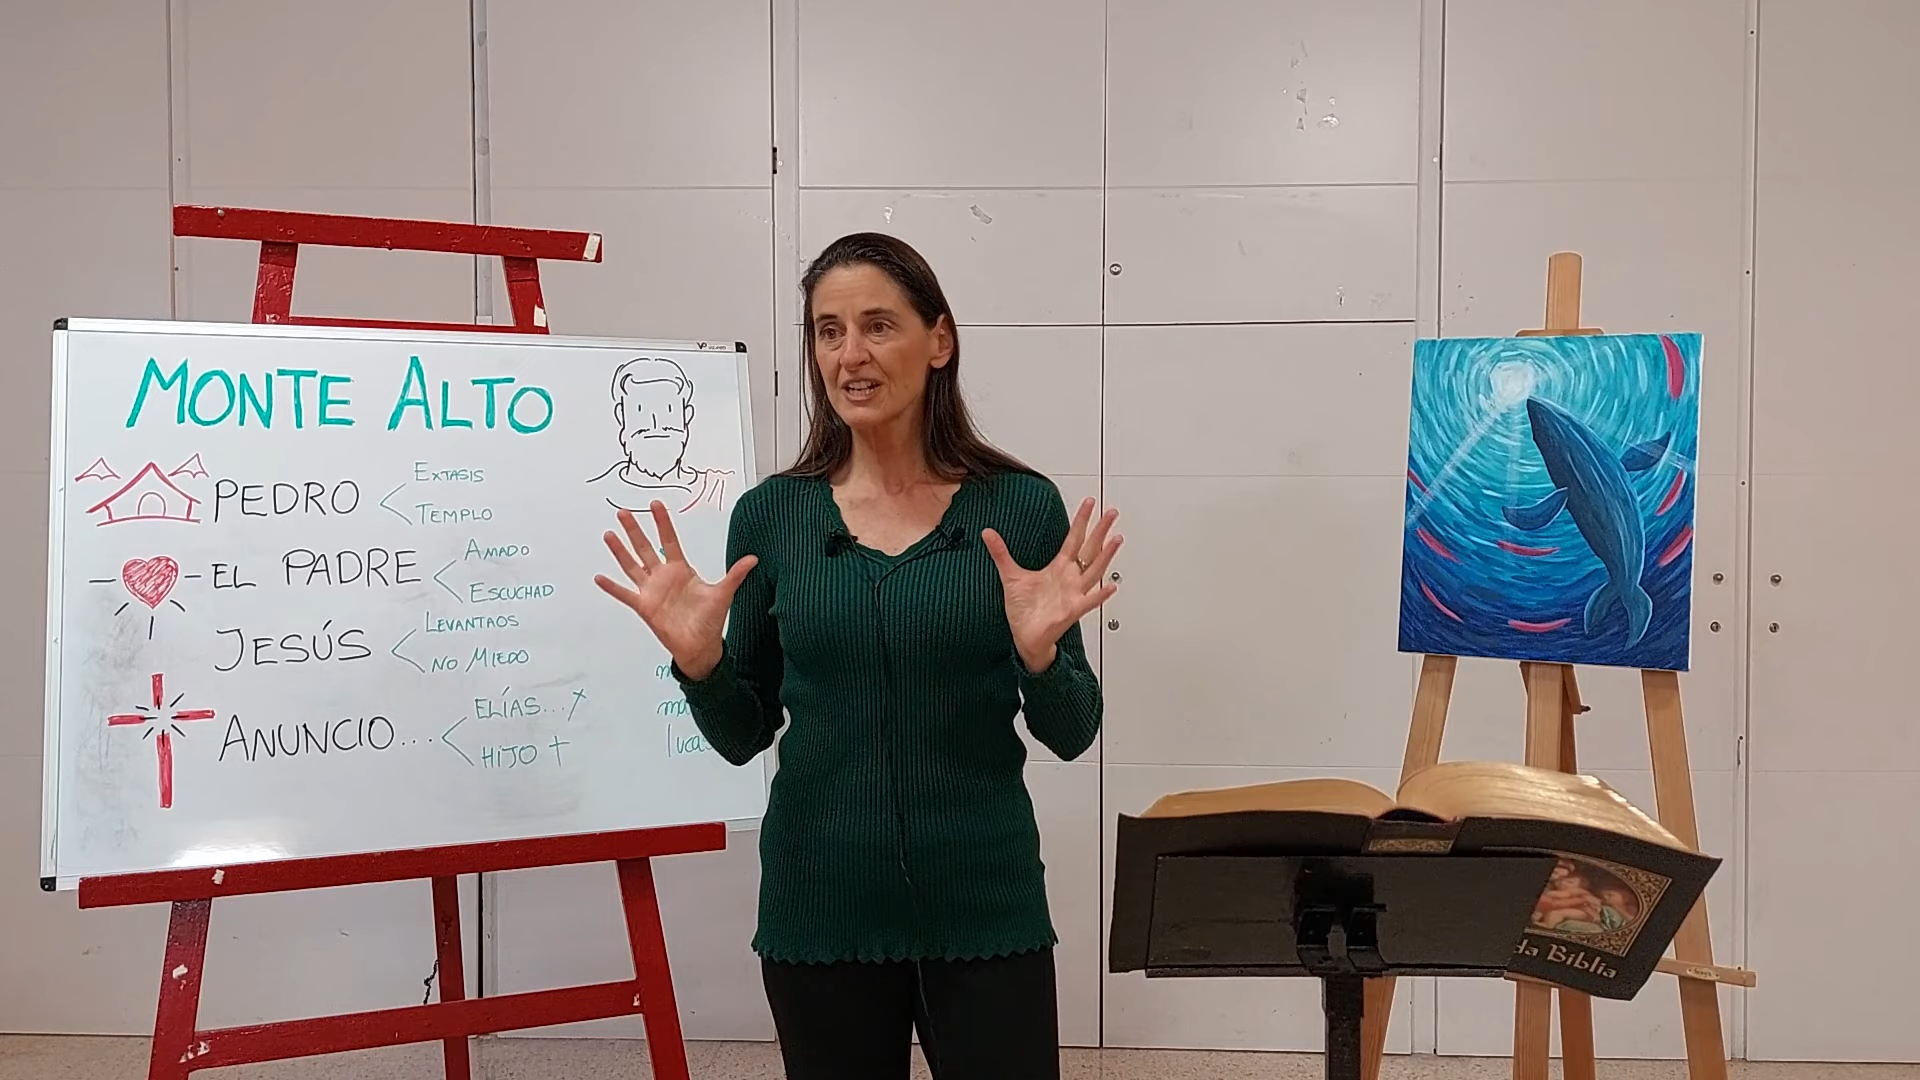 MONTE ALTO
PEDRO
EXTASIS
TEMPLO
EL PADRE
AMADO
ESCUCHAD
JESÚS
LEVANTAOS
NO MIEDO
ANUNCIO...
ELÍAS...
HIJO
da Biblia